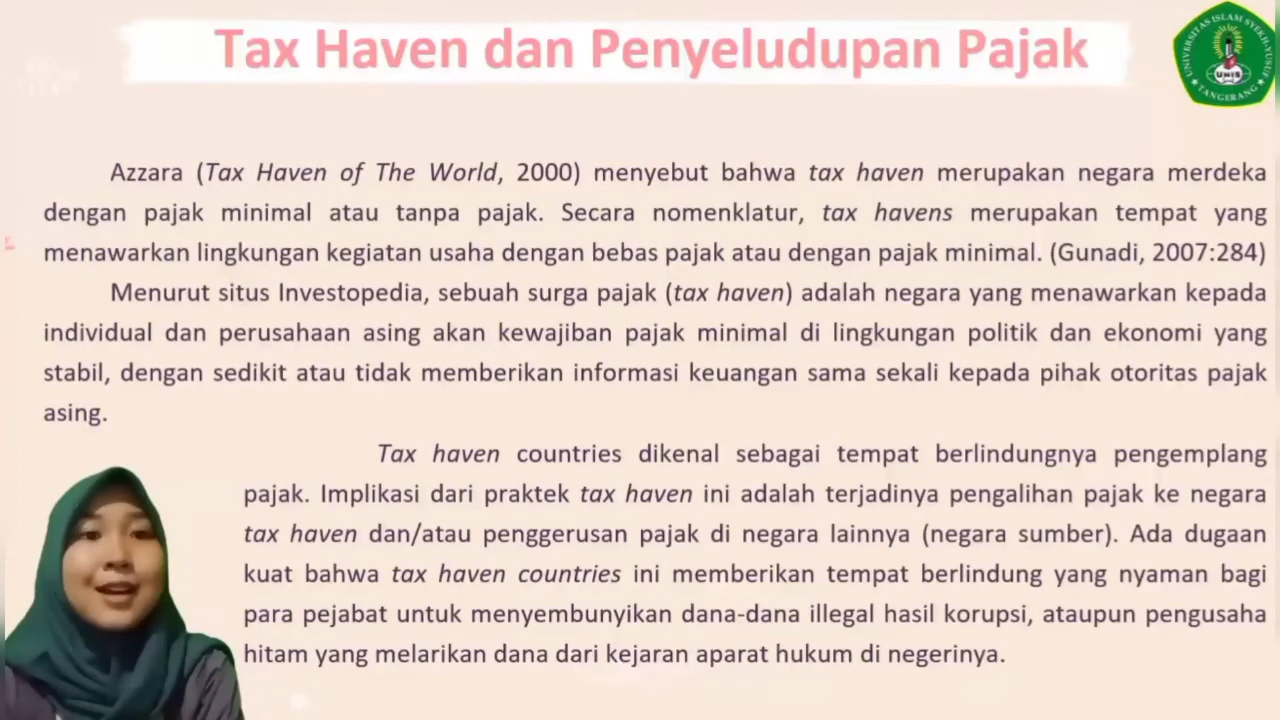 Tax Haven dan Penyeludupan Pajak
UNIVERSITAS ISLAM SYEKH-YUSUF
UNIS
TANGERANG
Azzara (Tax Haven of The World, 2000) menyebut bahwa tax haven merupakan negara merdeka
dengan pajak minimal atau tanpa pajak. Secara nomenklatur, tax havens merupakan tempat yang
menawarkan lingkungan kegiatan usaha dengan bebas pajak atau dengan pajak minimal. (Gunadi, 2007:284)
Menurut situs Investopedia, sebuah surga pajak (tax haven) adalah negara yang menawarkan kepada
individual dan perusahaan asing akan kewajiban pajak minimal di lingkungan politik dan ekonomi yang
stabil, dengan sedikit atau tidak memberikan informasi keuangan sama sekali kepada pihak otoritas pajak
asing.
Tax haven countries dikenal sebagai tempat berlindungnya pengemplang
pajak. Implikasi dari praktek tax haven ini adalah terjadinya pengalihan pajak ke negara
tax haven dan/atau penggerusan pajak di negara lainnya (negara sumber). Ada dugaan
kuat bahwa tax haven countries ini memberikan tempat berlindung yang nyaman bagi
para pejabat untuk menyembunyikan dana-dana illegal hasil korupsi, ataupun pengusaha
hitam yang melarikan dana dari kejaran aparat hukum di negerinya.